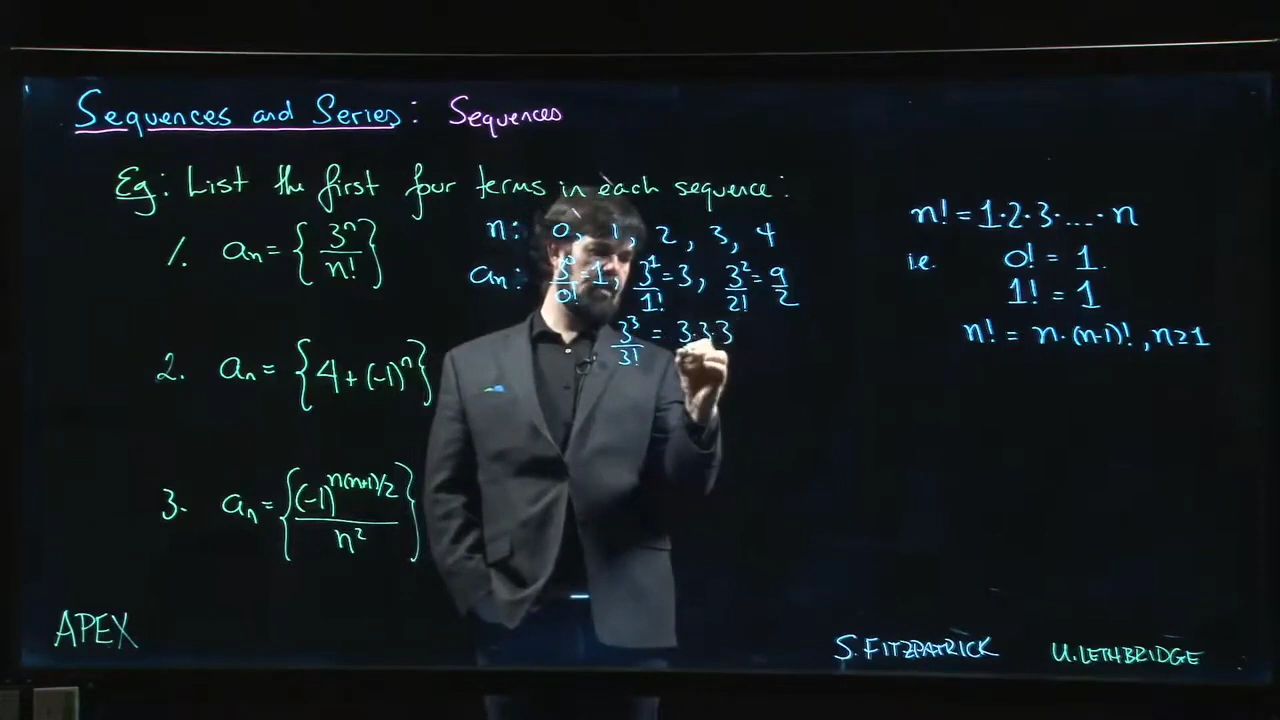 Sequences and Series: Sequences
Eg: List the first four terms in each sequence:
1. aₙ = { 3ⁿ/n! }
n: 0, 1, 2, 3, 4
aₙ: 3⁰/0! = 1, 3¹/1! = 3, 3²/2! = 9/2
3³/3! = 3·3·3
2. aₙ = { 4 + (-1)ⁿ }
3. aₙ = { (-1)^{n(n+1)/2}/n² }
n! = 1·2·3·...·n
i.e. 0! = 1.
1! = 1
n! = n·(n-1)!, n≥1
APEX
S. FITZPATRICK
U. LETHBRIDGE